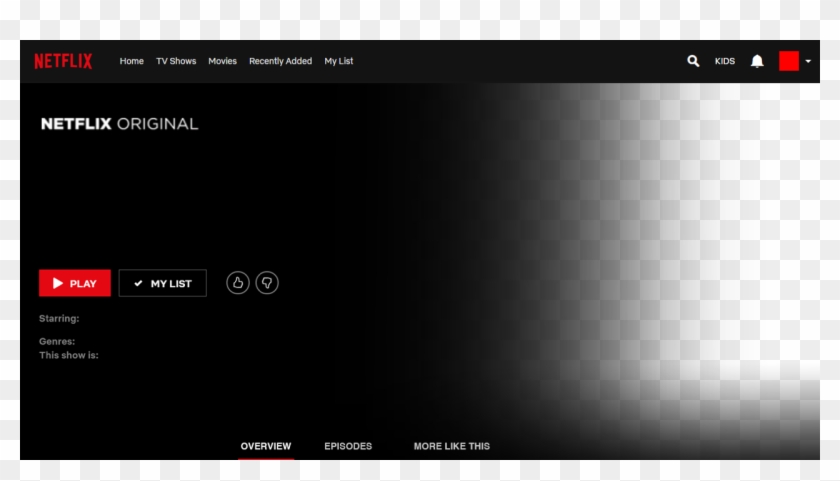 NETFLIX Home TV Shows Movies Recently Added My List KIDS
NETFLIX ORIGINAL
PLAY MY LIST
Starring:
Genres:
This show is:
OVERVIEW EPISODES MORE LIKE THIS